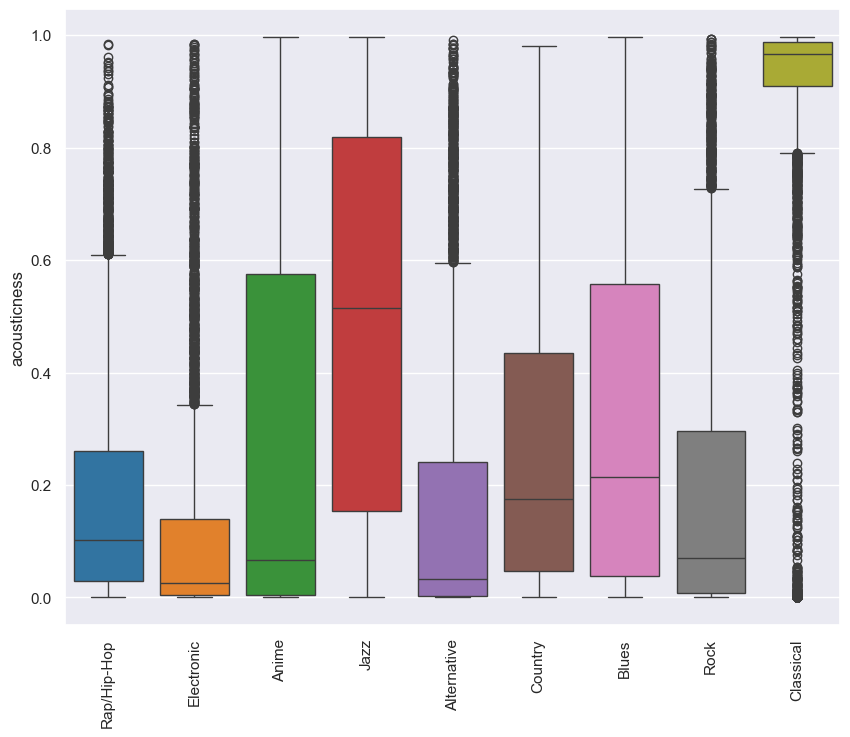 1.0
0.8
0.6
0.4
0.2
0.0
acousticness
Rap/Hip-Hop
Electronic
Anime
Jazz
Alternative
Country
Blues
Rock
Classical